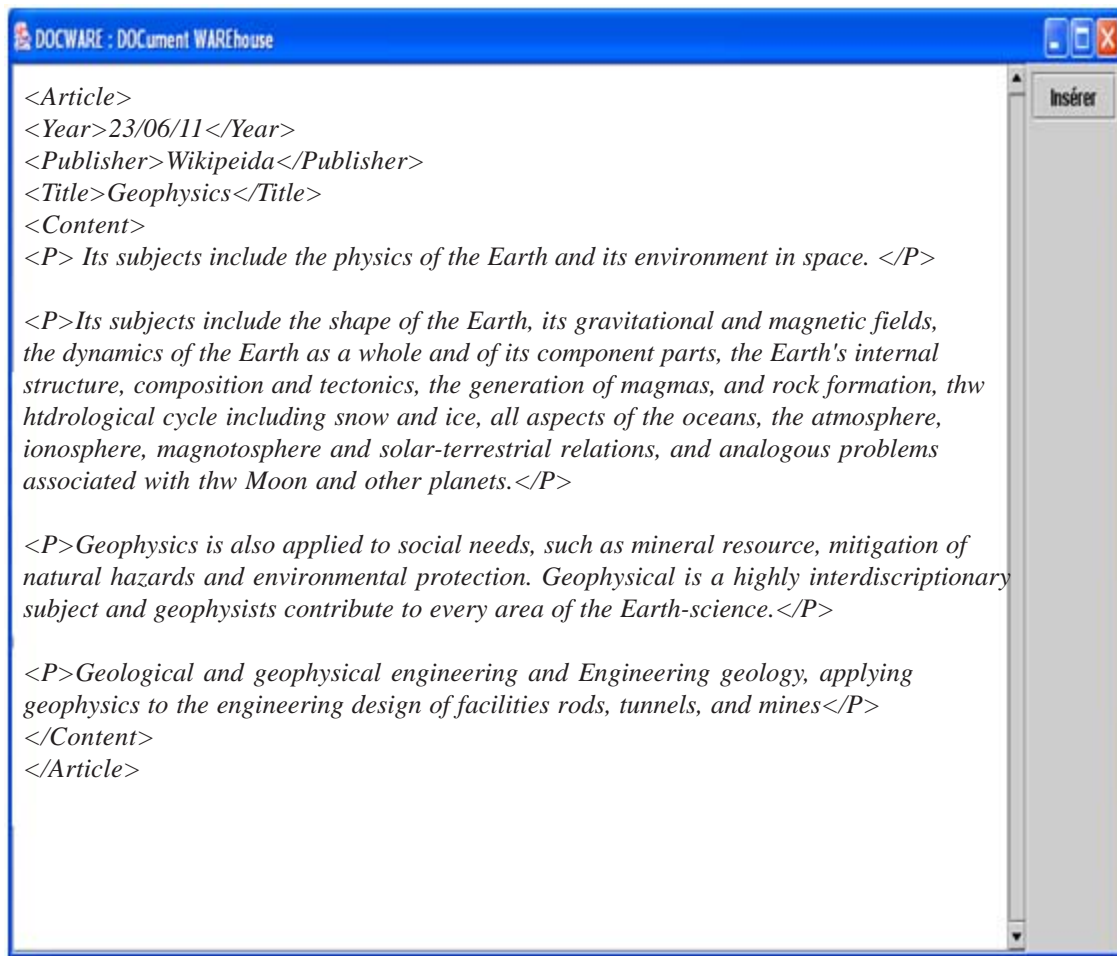 DOCWARE : DOCument WAREhouse
Insérer
<Article>
<Year>23/06/11</Year>
<Publisher>Wikipeida</Publisher>
<Title>Geophysics</Title>
<Content>
<P> Its subjects include the physics of the Earth and its environment in space. </P>
<P>Its subjects include the shape of the Earth, its gravitational and magnetic fields,
the dynamics of the Earth as a whole and of its component parts, the Earth's internal
structure, composition and tectonics, the generation of magmas, and rock formation, thw
htdrological cycle including snow and ice, all aspects of the oceans, the atmosphere,
ionosphere, magnotosphere and solar-terrestrial relations, and analogous problems
associated with thw Moon and other planets.</P>
<P>Geophysics is also applied to social needs, such as mineral resource, mitigation of
natural hazards and environmental protection. Geophysical is a highly interdiscriptionary
subject and geophysists contribute to every area of the Earth-science.</P>
<P>Geological and geophysical engineering and Engineering geology, applying
geophysics to the engineering design of facilities rods, tunnels, and mines</P>
</Content>
</Article>